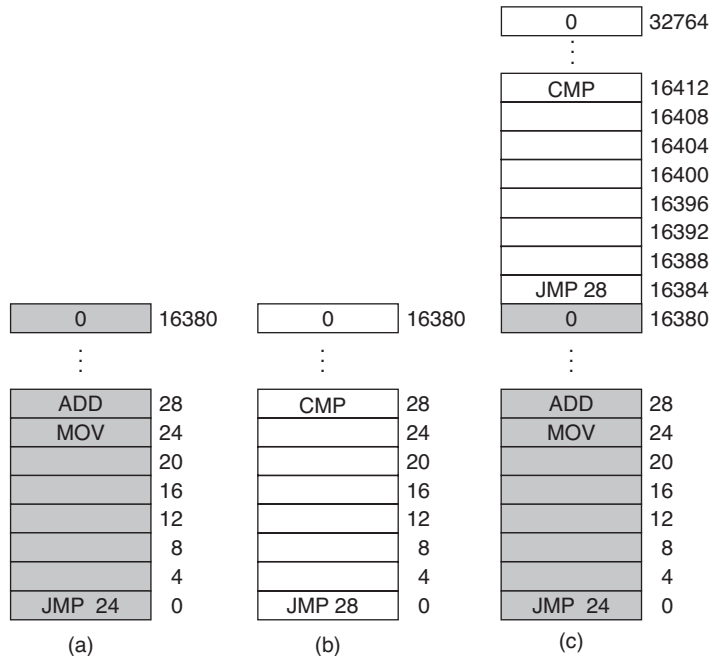 0 32764
CMP 16412
16408
16404
16400
16396
16392
16388
JMP 28 16384
0 16380
0 16380
0 16380
ADD 28
MOV 24
20
16
12
8
4
JMP 24 0
(a)
CMP 28
24
20
16
12
8
4
JMP 28 0
(b)
ADD 28
MOV 24
20
16
12
8
4
JMP 24 0
(c)